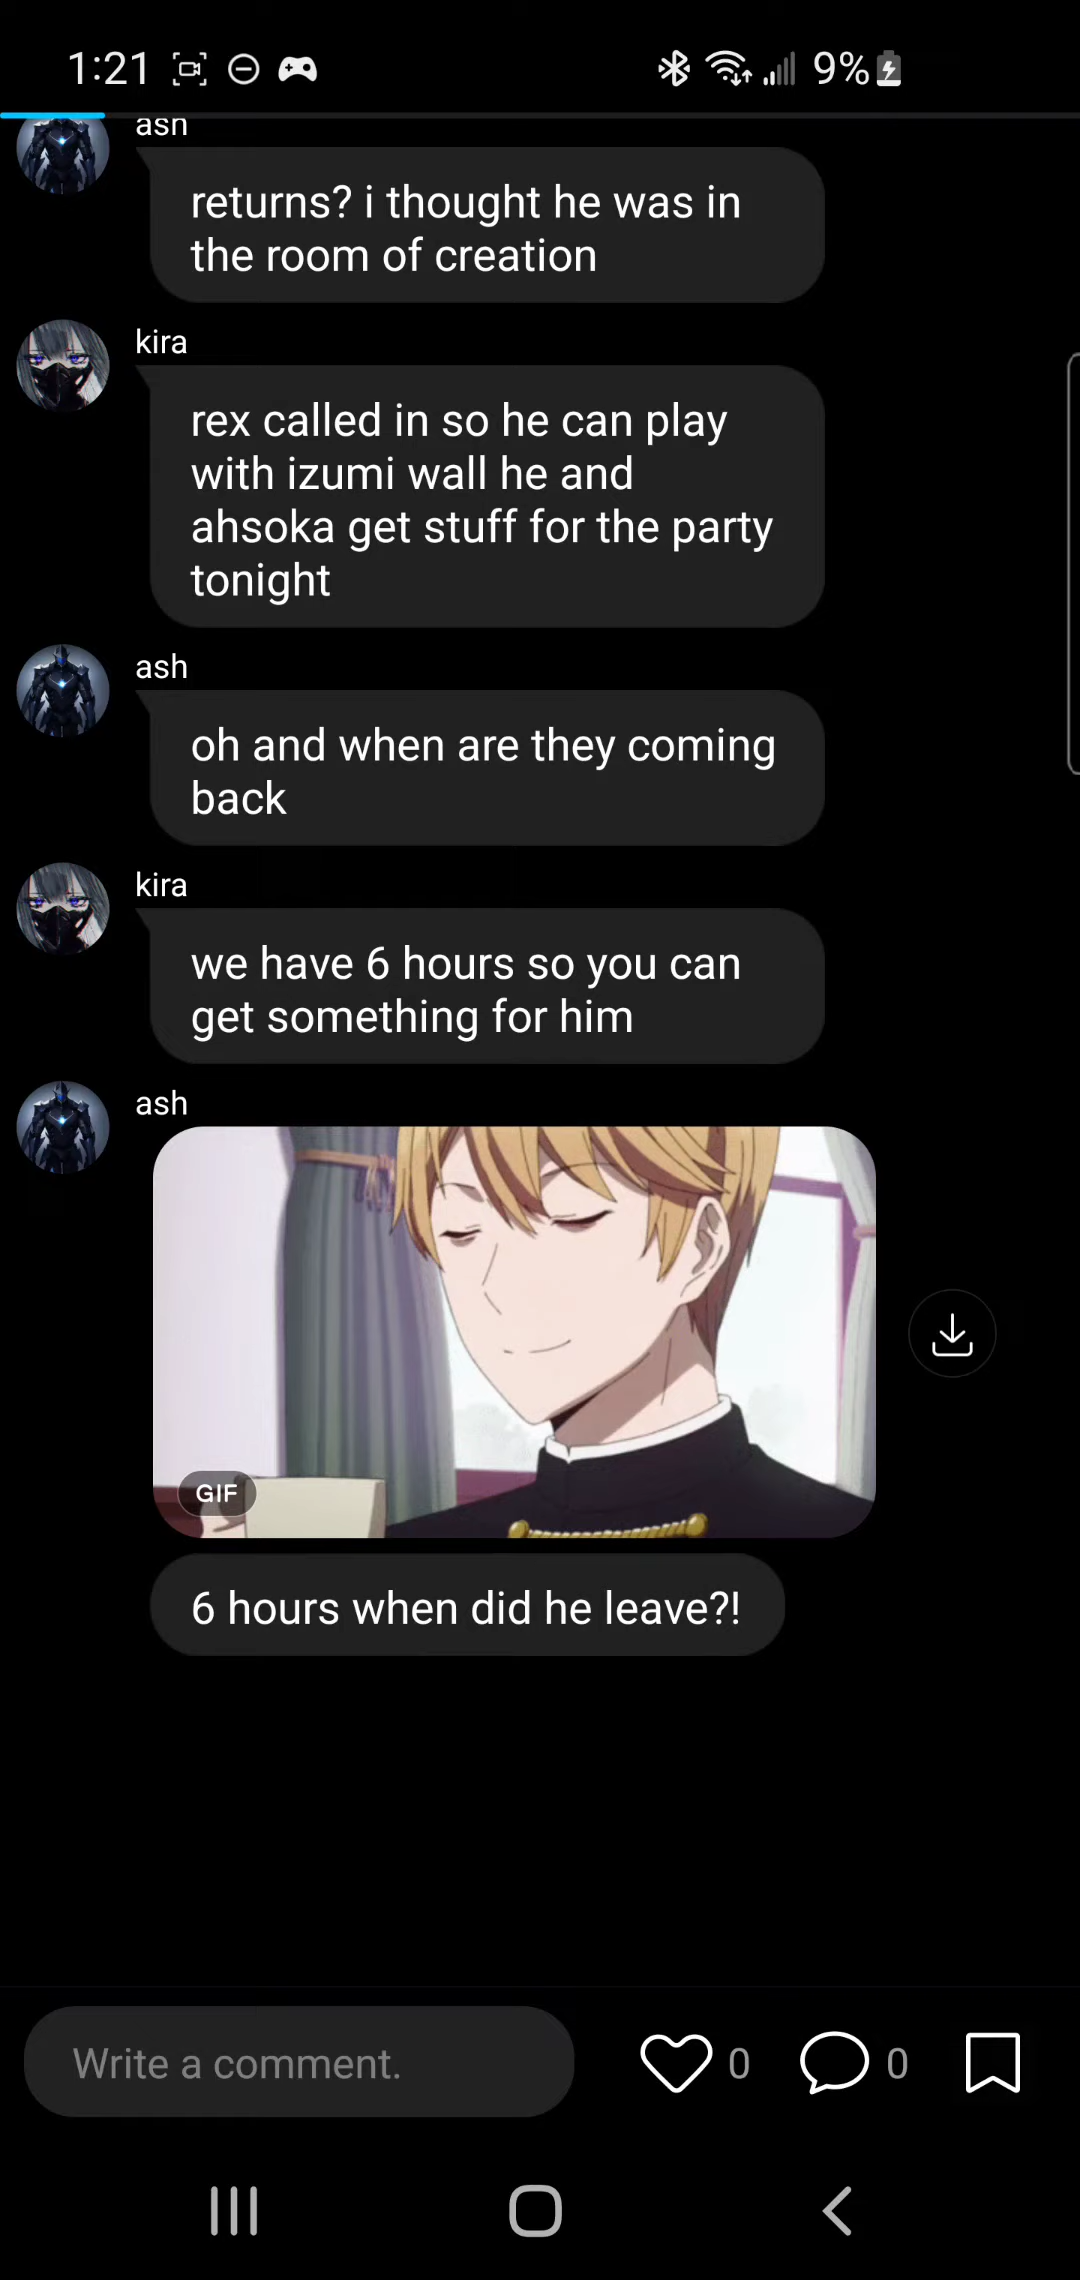 1:21 9%
ash
returns? i thought he was in
the room of creation
kira
rex called in so he can play
with izumi wall he and
ahsoka get stuff for the party
tonight
ash
oh and when are they coming
back
kira
we have 6 hours so you can
get something for him
ash
GIF
6 hours when did he leave?!
Write a comment. 0 0